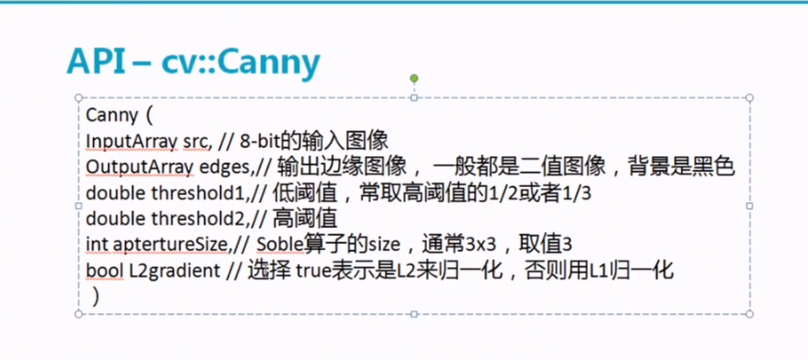 API – cv::Canny
Canny（
InputArray src, // 8-bit的输入图像
OutputArray edges,// 输出边缘图像， 一般都是二值图像，背景是黑色
double threshold1,// 低阈值，常取高阈值的1/2或者1/3
double threshold2,// 高阈值
int aptertureSize,// Soble算子的size，通常3x3，取值3
bool L2gradient // 选择 true表示是L2来归一化，否则用L1归一化
）